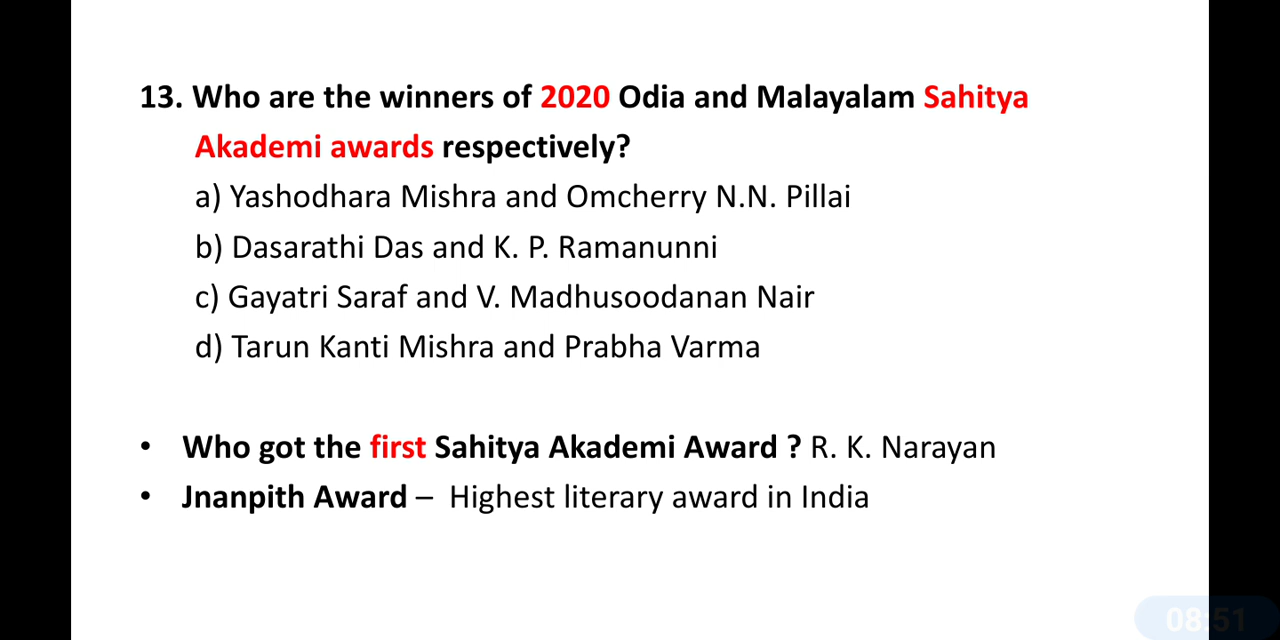 13. Who are the winners of 2020 Odia and Malayalam Sahitya
Akademi awards respectively?
a) Yashodhara Mishra and Omcherry N.N. Pillai
b) Dasarathi Das and K. P. Ramanunni
c) Gayatri Saraf and V. Madhusoodanan Nair
d) Tarun Kanti Mishra and Prabha Varma
• Who got the first Sahitya Akademi Award ? R. K. Narayan
• Jnanpith Award – Highest literary award in India
08:51